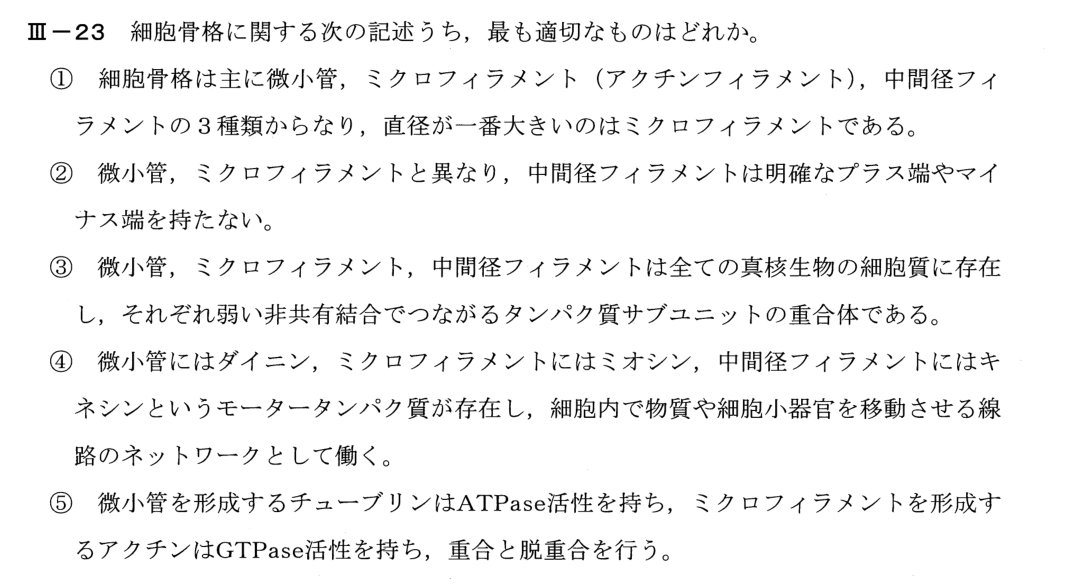 Ⅲ－23　細胞骨格に関する次の記述うち，最も適切なものはどれか。
①　細胞骨格は主に微小管，ミクロフィラメント（アクチンフィラメント），中間径フィ
ラメントの３種類からなり，直径が一番大きいのはミクロフィラメントである。
②　微小管，ミクロフィラメントと異なり，中間径フィラメントは明確なプラス端やマイ
ナス端を持たない。
③　微小管，ミクロフィラメント，中間径フィラメントは全ての真核生物の細胞質に存在
し，それぞれ弱い非共有結合でつながるタンパク質サブユニットの重合体である。
④　微小管にはダイニン，ミクロフィラメントにはミオシン，中間径フィラメントにはキ
ネシンというモータータンパク質が存在し，細胞内で物質や細胞小器官を移動させる線
路のネットワークとして働く。
⑤　微小管を形成するチューブリンはATPase活性を持ち，ミクロフィラメントを形成す
るアクチンはGTPase活性を持ち，重合と脱重合を行う。